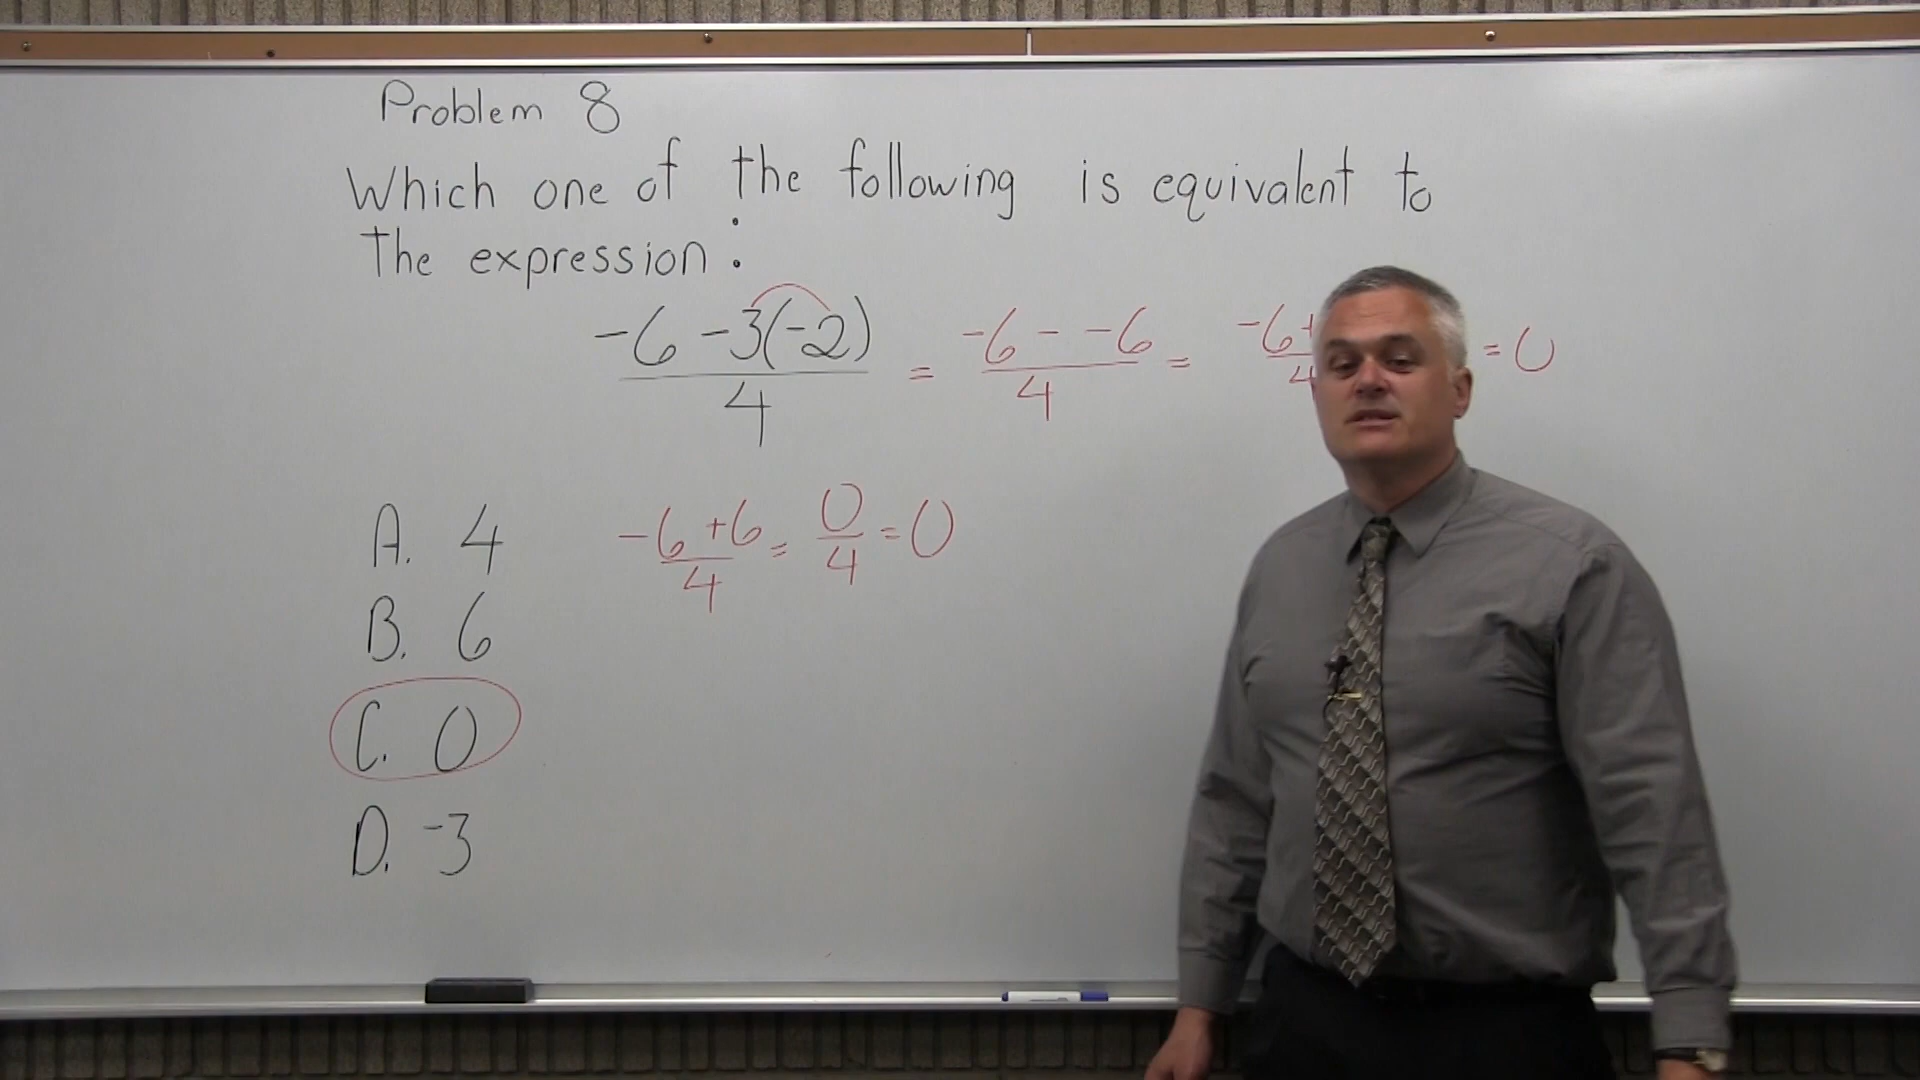 Problem 8
Which one of the following is equivalent to
the expression:
-6 -3(-2) / 4 = -6 - -6 / 4 = -6+ / 4 = 0
A. 4 -6 +6 / 4 = 0 / 4 = 0
B. 6
C. 0
D. -3